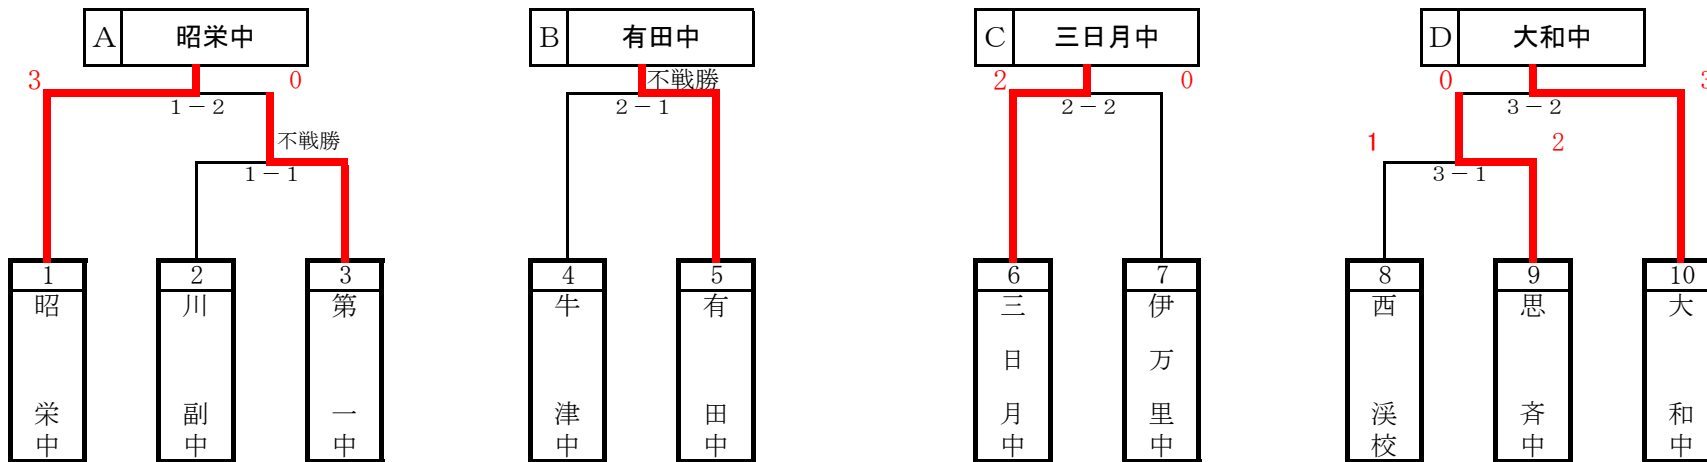 A 昭栄中 B 有田中 C 三日月中 D 大和中
3 0 不戦勝 2 0 0 3
1－2 2－1 2－2 3－2
不戦勝 1 2
1－1 3－1
1 2 3 4 5 6 7 8 9 10
昭栄中
川副中
第一中
牛津中
有田中
三日月中
伊万里中
西渓校
思斉中
大和中